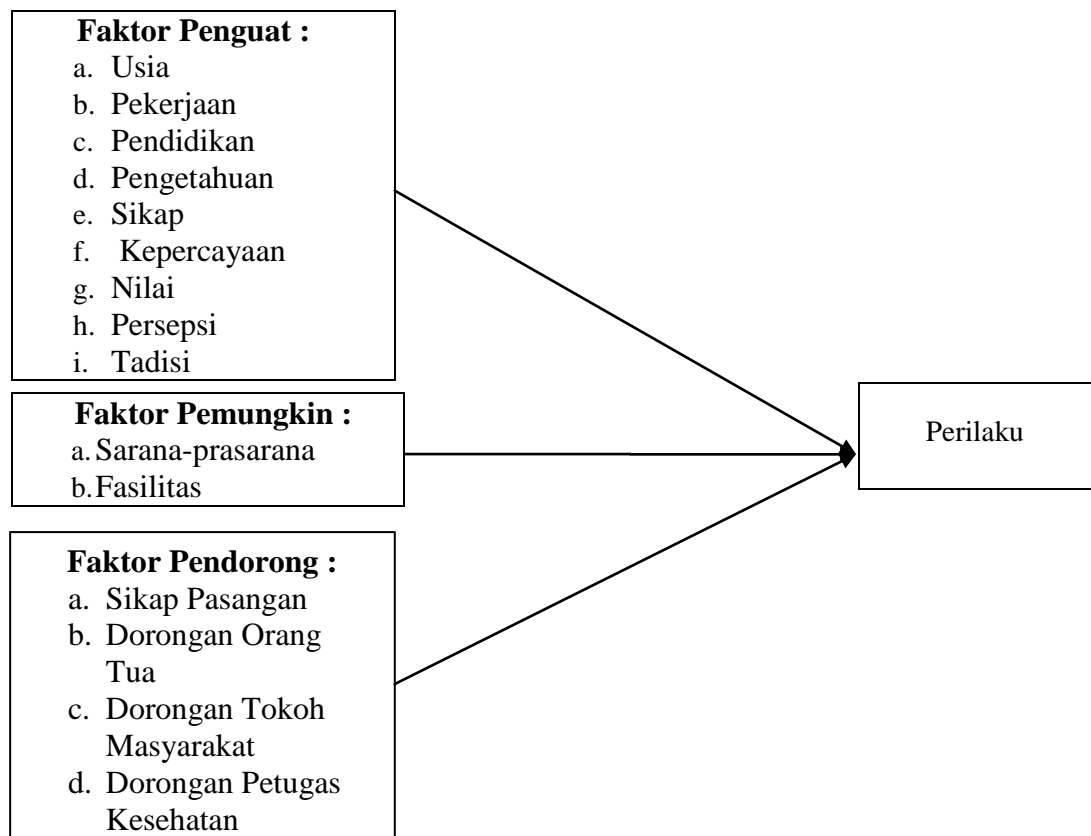 Faktor Penguat :
a. Usia
b. Pekerjaan
c. Pendidikan
d. Pengetahuan
e. Sikap
f. Kepercayaan
g. Nilai
h. Persepsi
i. Tadisi
Faktor Pemungkin :
a. Sarana-prasarana
b. Fasilitas
Faktor Pendorong :
a. Sikap Pasangan
b. Dorongan Orang
Tua
c. Dorongan Tokoh
Masyarakat
d. Dorongan Petugas
Kesehatan
Perilaku